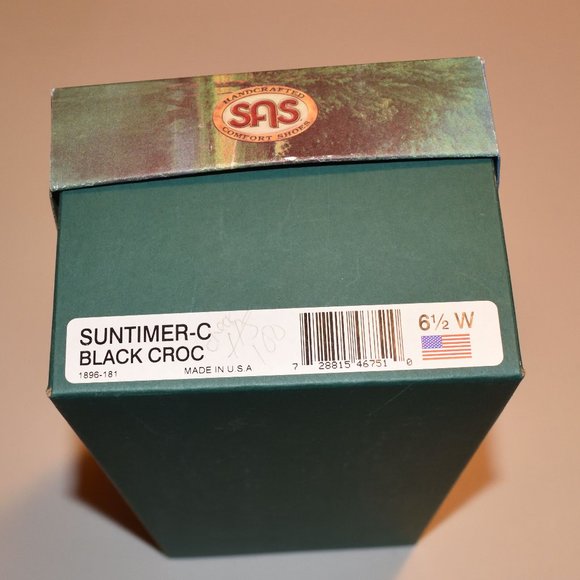 HANDCRAFTED
SAS
COMFORT SHOES
SUNTIMER-C
BLACK CROC
1896-181
MADE IN U.S.A
7 28815 46751 0
6½ W